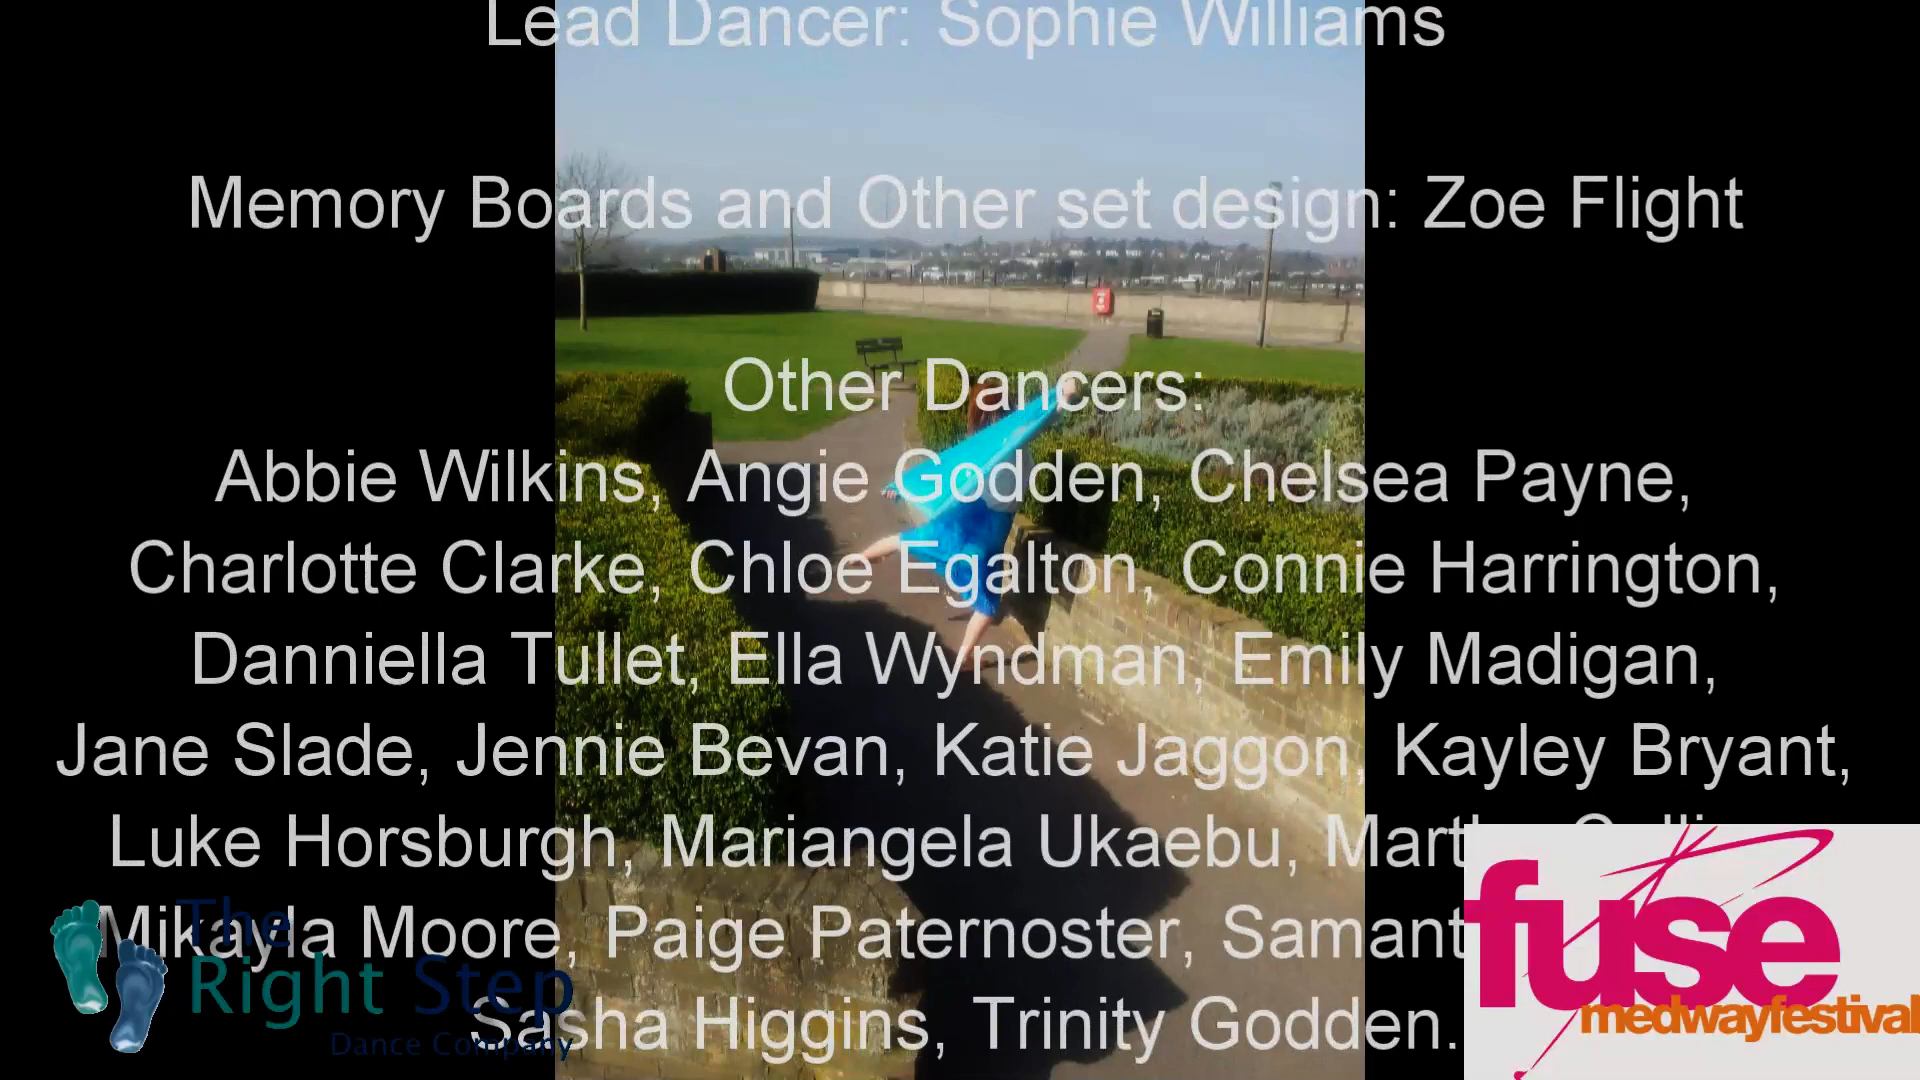 Lead Dancer: Sophie Williams
Memory Boards and Other set design: Zoe Flight
Other Dancers:
Abbie Wilkins, Angie Godden, Chelsea Payne,
Charlotte Clarke, Chloe Egalton, Connie Harrington,
Danniella Tullet, Ella Wyndman, Emily Madigan,
Jane Slade, Jennie Bevan, Katie Jaggon, Kayley Bryant,
Luke Horsburgh, Mariangela Ukaebu,
Mikayla Moore, Paige Paternoster,
Sasha Higgins, Trinity Godden.
The
Right Step
Dance Company
fuse
medwayfestival